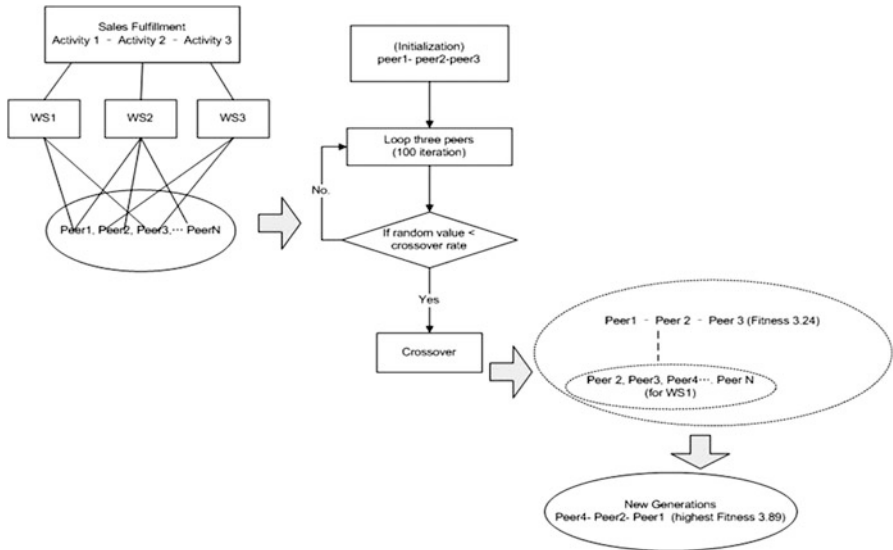 Sales Fulfillment
Activity 1 - Activity 2 - Activity 3
WS1
WS2
WS3
Peer1, Peer2, Peer3,··· PeerN
(Initialization)
peer1- peer2-peer3
Loop three peers
(100 iteration)
No.
If random value <
crossover rate
Yes
Crossover
Peer1 - Peer 2 - Peer 3 (Fitness 3.24)
Peer 2, Peer3, Peer4···. Peer N
(for WS1)
New Generations
Peer4- Peer2- Peer1 (highest Fitness 3.89)